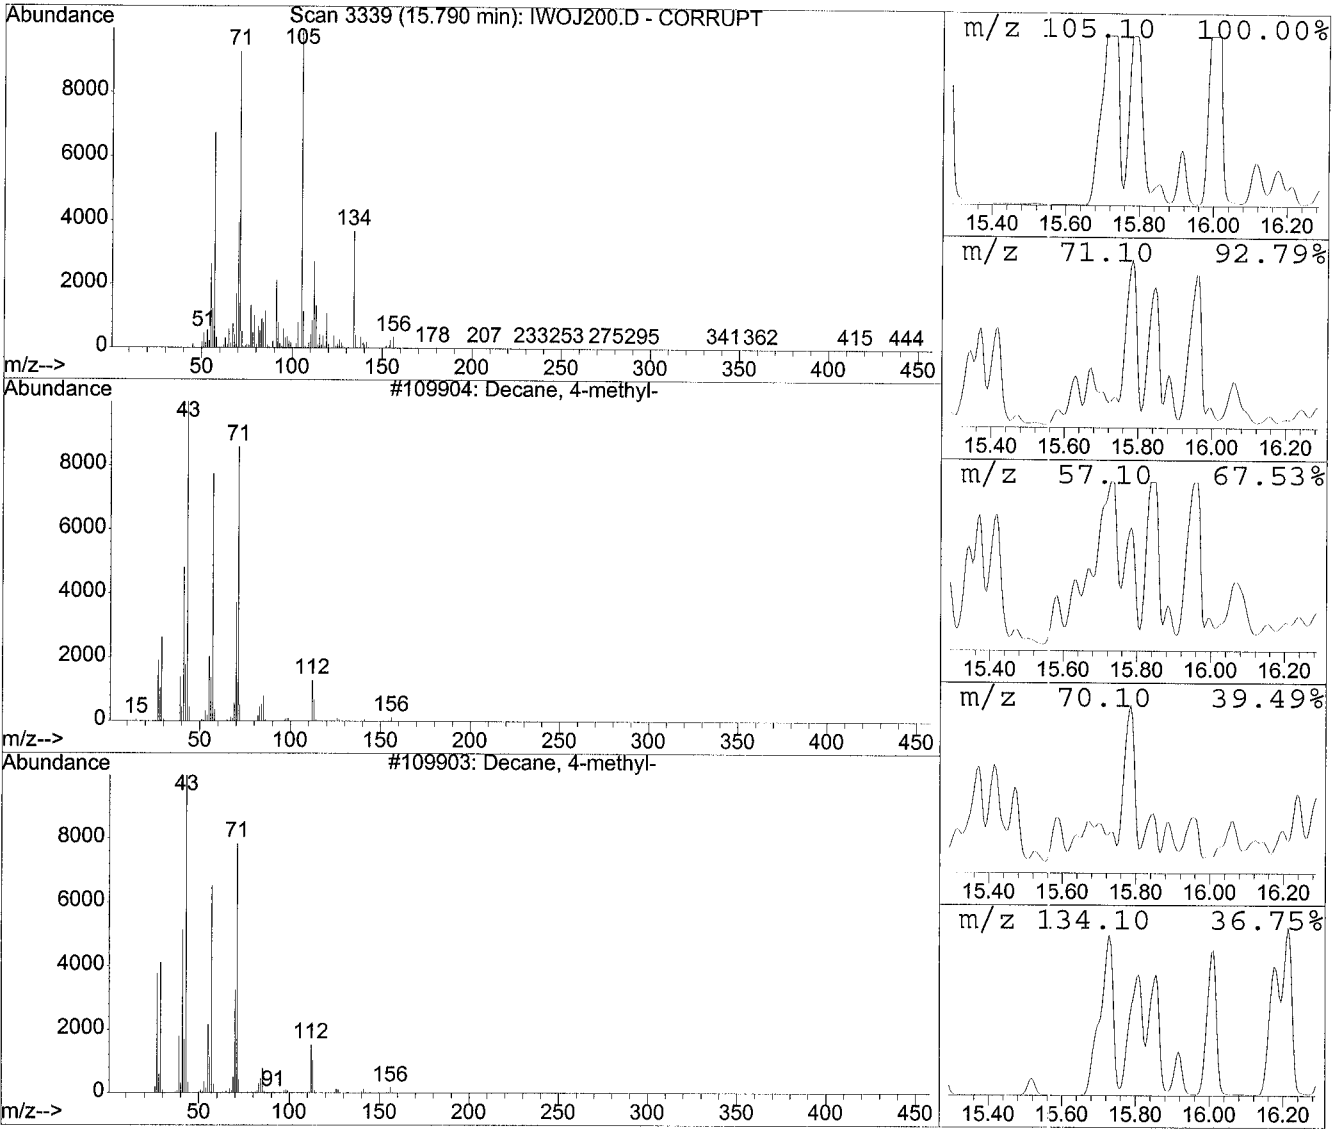 Abundance Scan 3339 (15.790 min): IWOJ200.D - CORRUPT
71 105
8000
6000
4000 134
2000
51 156 178 207 233 253 275 295 341 362 415 444
0
m/z--> 50 100 150 200 250 300 350 400 450
Abundance #109904: Decane, 4-methyl-
43
71
8000
6000
4000
2000 112
15 156
0
m/z--> 50 100 150 200 250 300 350 400 450
Abundance #109903: Decane, 4-methyl-
43
71
8000
6000
4000
2000 112
91 156
0
m/z--> 50 100 150 200 250 300 350 400 450
m/z 105.10 100.00%
15.40 15.60 15.80 16.00 16.20
m/z 71.10 92.79%
15.40 15.60 15.80 16.00 16.20
m/z 57.10 67.53%
15.40 15.60 15.80 16.00 16.20
m/z 70.10 39.49%
15.40 15.60 15.80 16.00 16.20
m/z 134.10 36.75%
15.40 15.60 15.80 16.00 16.20